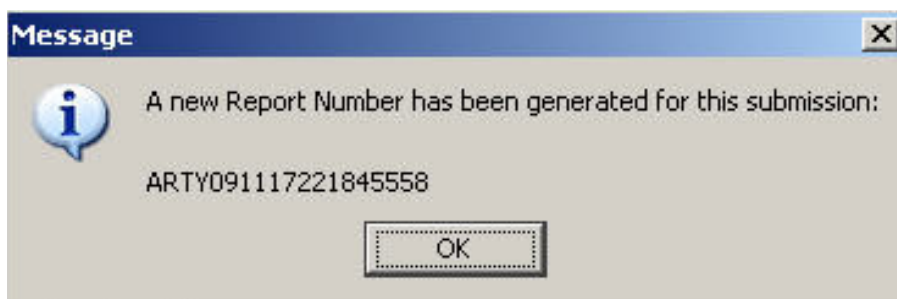 Message
A new Report Number has been generated for this submission:
ARTY091117221845558
OK